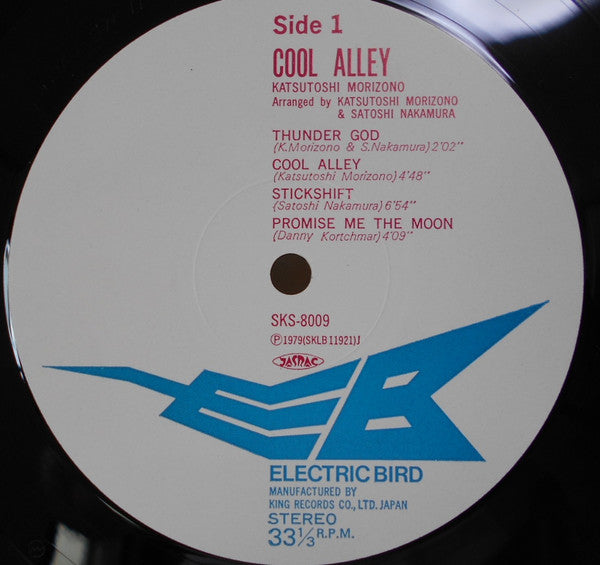 Side 1
COOL ALLEY
KATSUTOSHI MORIZONO
Arranged by KATSUTOSHI MORIZONO
& SATOSHI NAKAMURA
THUNDER GOD
(K.Morizono & S.Nakamura) 2'02''
COOL ALLEY
(Katsutoshi Morizono) 4'48''
STICKSHIFT
(Satoshi Nakamura) 6'54''
PROMISE ME THE MOON
(Danny Kortchmar) 4'09''
SKS-8009
Ⓟ1979(SKLB 11921)J
JASRAC
EB
ELECTRIC BIRD
MANUFACTURED BY
KING RECORDS CO., LTD. JAPAN
STEREO
33⅓ R.P.M.